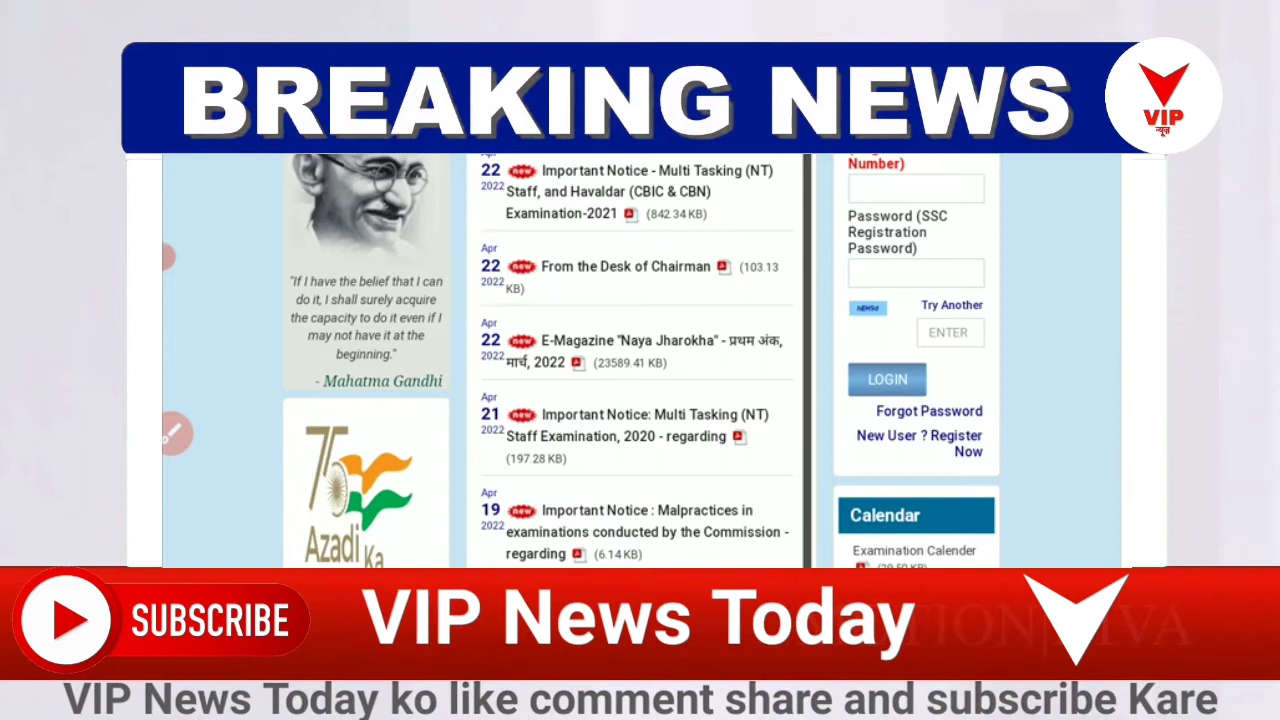 BREAKING NEWS
VIP
न्यूज़
"If I have the belief that I can
do it, I shall surely acquire
the capacity to do it even if I
may not have it at the
beginning."
- Mahatma Gandhi
75
Azadi Ka
22 new Important Notice - Multi Tasking (NT)
2022 Staff, and Havaldar (CBIC & CBN)
Examination-2021 (842.34 KB)
Apr
22 new From the Desk of Chairman (103.13
2022 KB)
Apr
22 new E-Magazine "Naya Jharokha" - प्रथम अंक,
2022 मार्च, 2022 (23589.41 KB)
Apr
21 new Important Notice: Multi Tasking (NT)
2022 Staff Examination, 2020 - regarding
(197.28 KB)
Apr
19 new Important Notice : Malpractices in
2022 examinations conducted by the Commission -
regarding (6.14 KB)
Number)
Password (SSC
Registration
Password)
Try Another
ENTER
LOGIN
Forgot Password
New User ? Register
Now
Calendar
Examination Calender
SUBSCRIBE
VIP News Today
VIP News Today ko like comment share and subscribe Kare